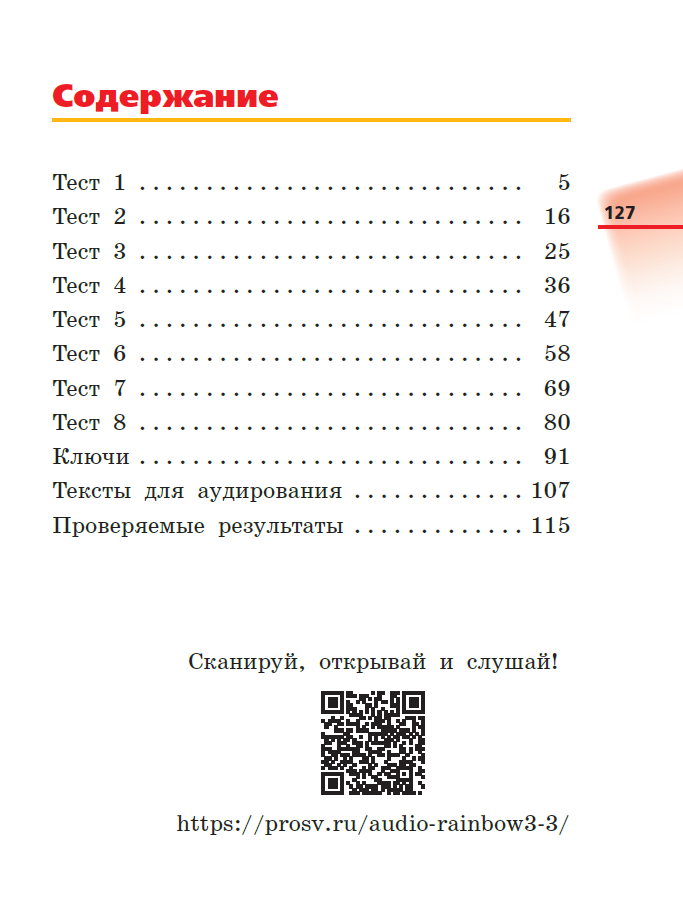 Содержание
Тест 1 . . . . . . . . . . . . . . . . . . . . . . . . . . . . . 5
127
Тест 2 . . . . . . . . . . . . . . . . . . . . . . . . . . . . . 16
Тест 3 . . . . . . . . . . . . . . . . . . . . . . . . . . . . . 25
Тест 4 . . . . . . . . . . . . . . . . . . . . . . . . . . . . . 36
Тест 5 . . . . . . . . . . . . . . . . . . . . . . . . . . . . . 47
Тест 6 . . . . . . . . . . . . . . . . . . . . . . . . . . . . . 58
Тест 7 . . . . . . . . . . . . . . . . . . . . . . . . . . . . . 69
Тест 8 . . . . . . . . . . . . . . . . . . . . . . . . . . . . . 80
Ключи . . . . . . . . . . . . . . . . . . . . . . . . . . . . . 91
Тексты для аудирования . . . . . . . . . . . . . 107
Проверяемые результаты . . . . . . . . . . . . . 115
Сканируй, открывай и слушай!
https://prosv.ru/audio-rainbow3-3/